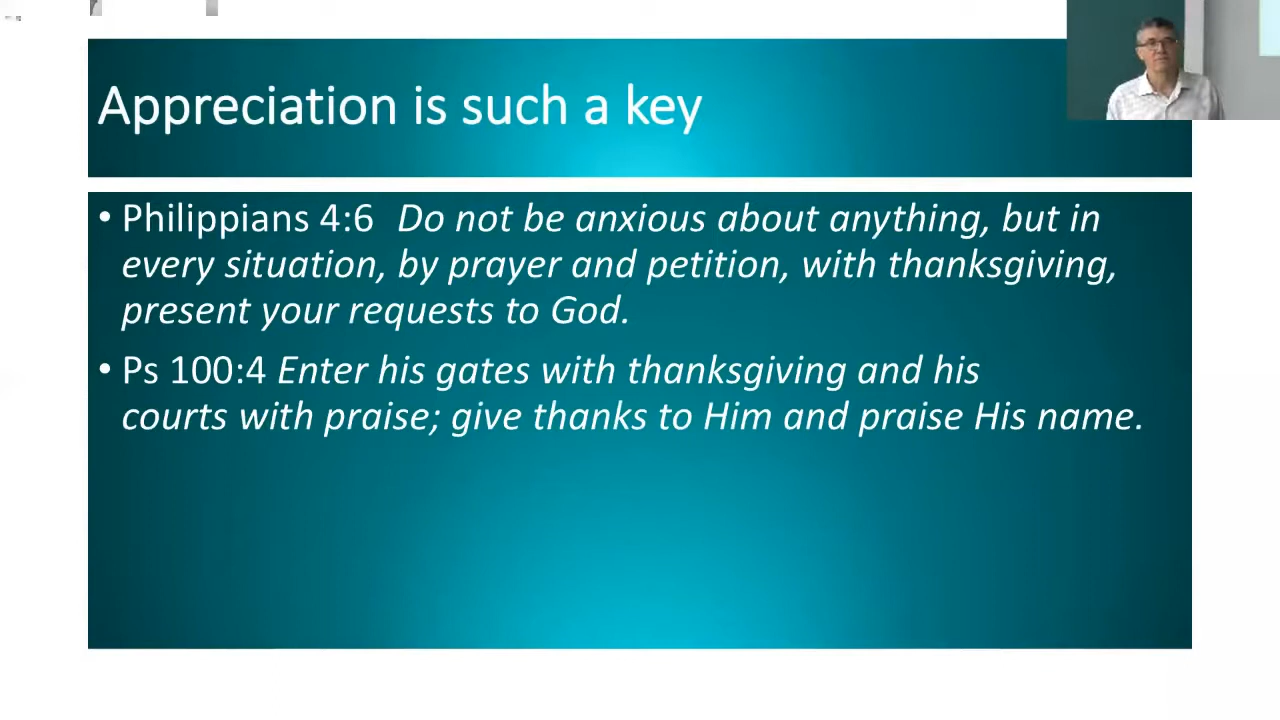 Appreciation is such a key
• Philippians 4:6 Do not be anxious about anything, but in
every situation, by prayer and petition, with thanksgiving,
present your requests to God.
• Ps 100:4 Enter his gates with thanksgiving and his
courts with praise; give thanks to Him and praise His name.